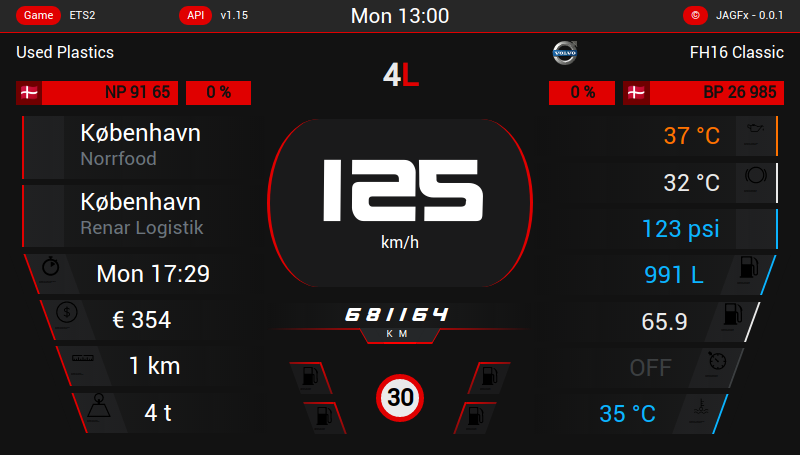 Game ETS2 API v1.15 Mon 13:00 © JAGFx - 0.0.1
Used Plastics
VOLVO FH16 Classic
4L
NP 91 65 0 %
0 % BP 26 985
København
Norrfood
København
Renar Logistik
Mon 17:29
€ 354
1 km
4 t
125
km/h
681164
KM
30
37 °C
32 °C
123 psi
991 L
65.9
OFF
35 °C